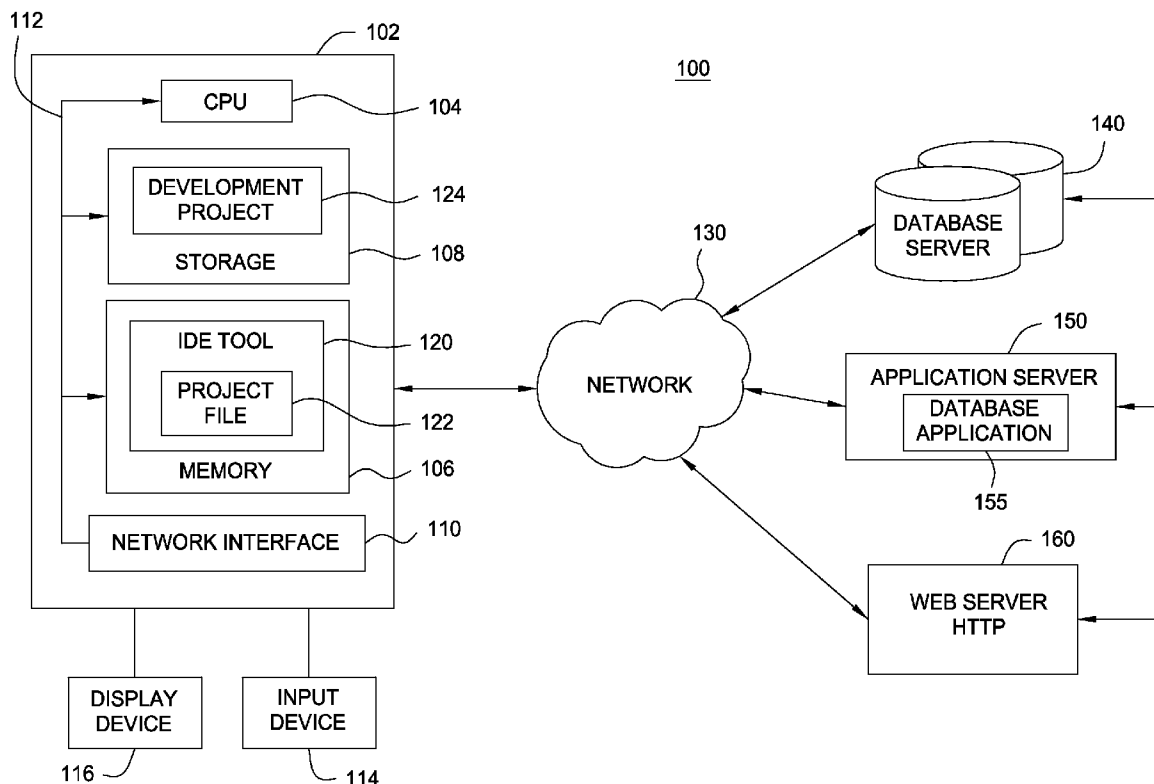 112
102
100
CPU
104
DEVELOPMENT
PROJECT
124
STORAGE
108
IDE TOOL
120
PROJECT
FILE
122
MEMORY
106
NETWORK INTERFACE
110
DISPLAY
DEVICE
116
INPUT
DEVICE
114
130
NETWORK
140
DATABASE
SERVER
150
APPLICATION SERVER
DATABASE
APPLICATION
155
160
WEB SERVER
HTTP